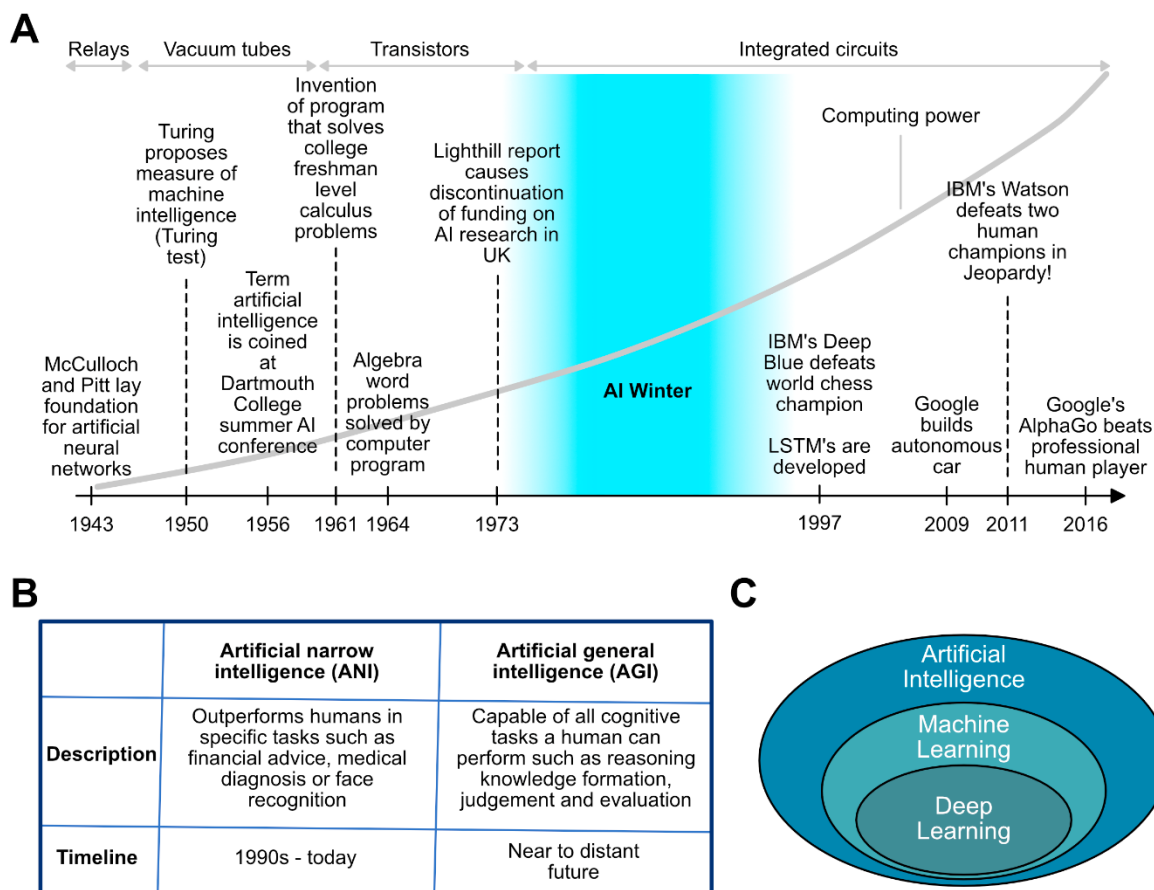 A
Relays
Vacuum tubes
Transistors
Integrated circuits
McCulloch
and Pitt lay
foundation
for artificial
neural
networks
Turing
proposes
measure of
machine
intelligence
(Turing
test)
Term
artificial
intelligence
is coined
at
Dartmouth
College
summer AI
conference
Invention
of program
that solves
college
freshman
level
calculus
problems
Algebra
word
problems
solved by
computer
program
Lighthill report
causes
discontinuation
of funding on
AI research in
UK
AI Winter
Computing power
IBM's Deep
Blue defeats
world chess
champion
LSTM's are
developed
Google
builds
autonomous
car
IBM's Watson
defeats two
human
champions in
Jeopardy!
Google's
AlphaGo beats
professional
human player
1943
1950
1956
1961
1964
1973
1997
2009
2011
2016
B
Artificial narrow
intelligence (ANI)
Artificial general
intelligence (AGI)
Description
Outperforms humans in
specific tasks such as
financial advice, medical
diagnosis or face
recognition
Capable of all cognitive
tasks a human can
perform such as reasoning
knowledge formation,
judgement and evaluation
Timeline
1990s - today
Near to distant
future
C
Artificial
Intelligence
Machine
Learning
Deep
Learning